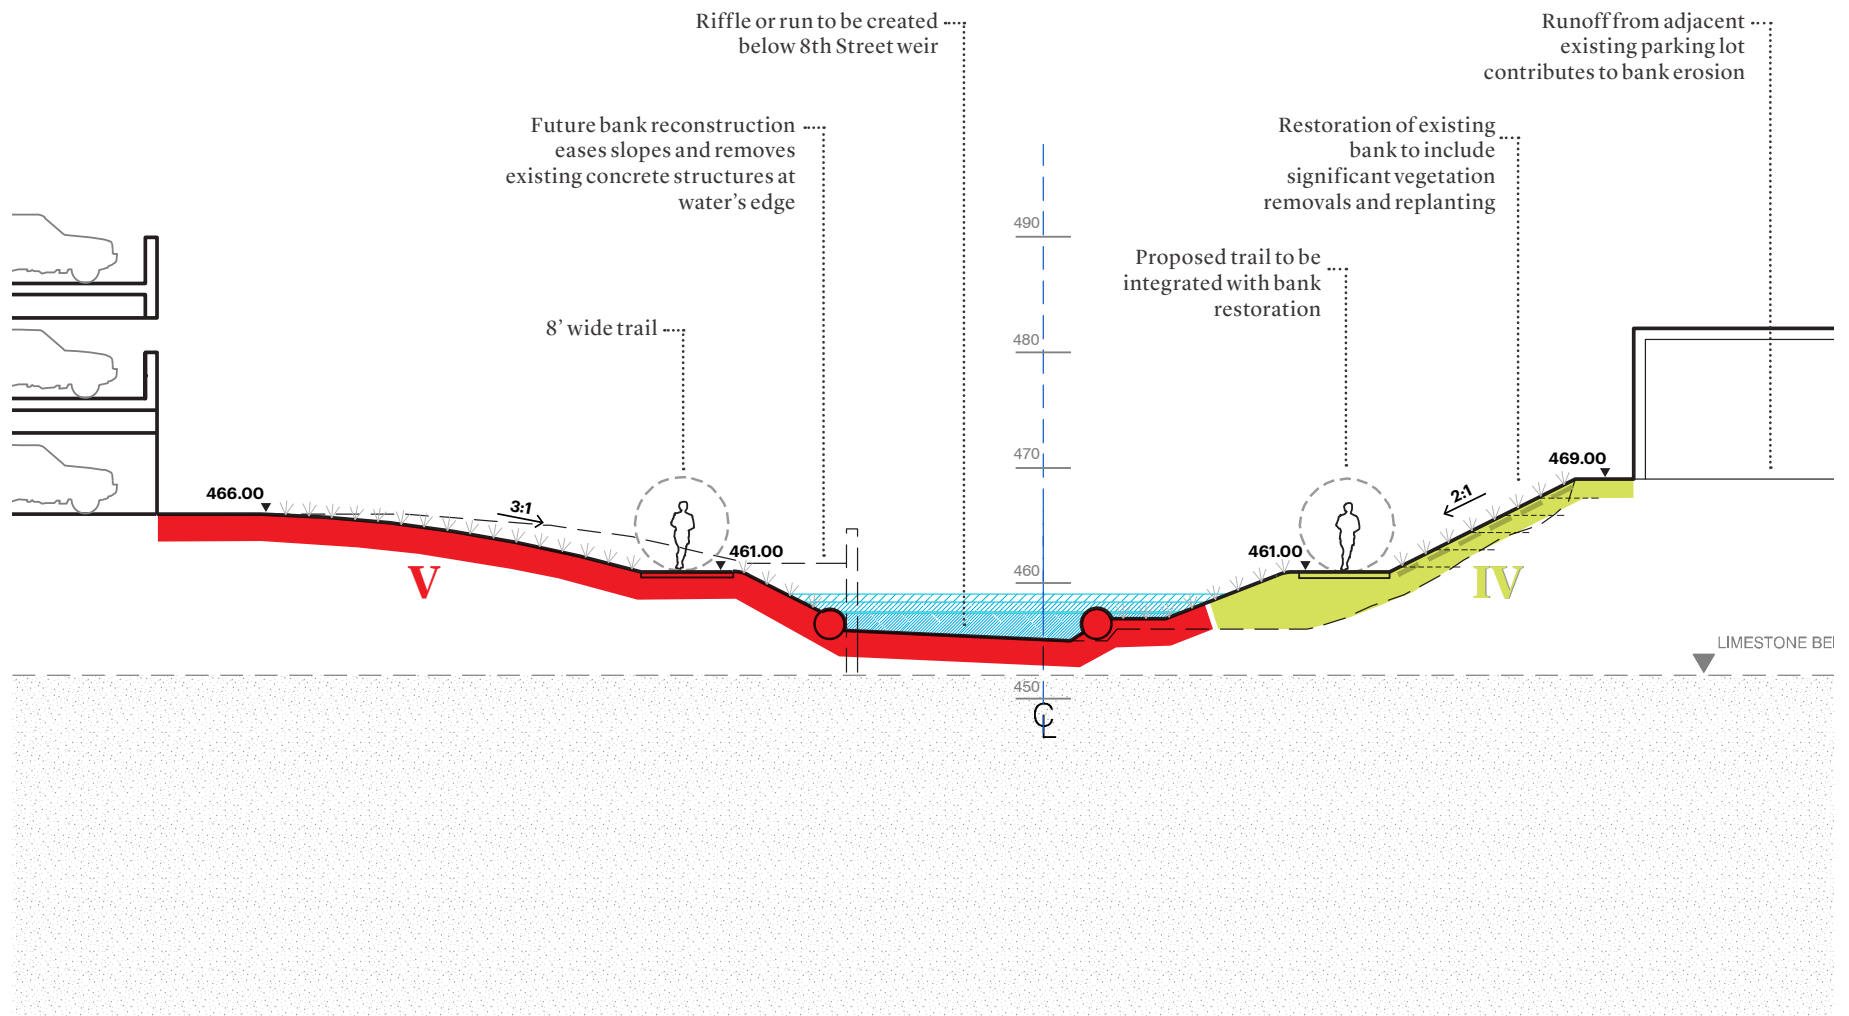 Riffle or run to be created
below 8th Street weir
Runoff from adjacent
existing parking lot
contributes to bank erosion
Future bank reconstruction
eases slopes and removes
existing concrete structures at
water’s edge
Restoration of existing
bank to include
significant vegetation
removals and replanting
Proposed trail to be
integrated with bank
restoration
8’ wide trail
490
480
470
460
450
466.00
3:1
461.00
461.00
2:1
469.00
V
IV
LIMESTONE BE
CL